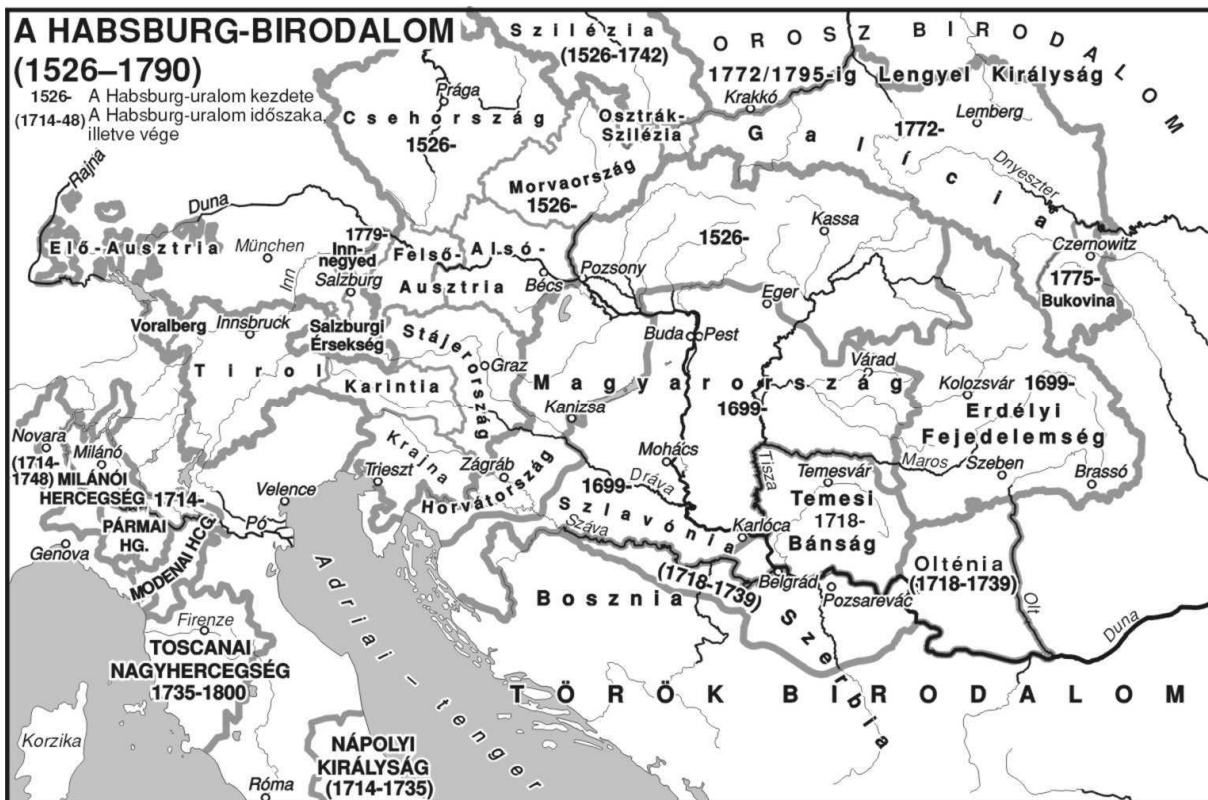 A HABSBURG-BIRODALOM
(1526–1790)
1526- A Habsburg-uralom kezdete
(1714-48) A Habsburg-uralom időszaka,
illetve vége
Szilézia
(1526-1742)
OROSZ BIRODALOM
1772/1795-ig Lengyel Királyság
Prága
Csehország
1526-
Osztrák-
Szilézia
Krakkó
Lemberg
Galícia
1772-
Dnyeszter
Morvaország
1526-
Rajna
Duna
Elő-Ausztria
München
1779-
Inn-
negyed
Inn
Salzburg
Felső-
Alsó-
Ausztria
Bécs
Pozsony
1526-
Kassa
Czernowitz
1775-
Bukovina
Eger
Voralberg
Innsbruck
Salzburgi
Érsekség
Stájerország
Graz
Buda
Pest
Tirol
Karintia
Magyarország
1699-
Várad
Kolozsvár
1699-
Erdélyi
Fejedelemség
Kanizsa
Novara
Milánó
(1714-
1748)
MILÁNÓI
HERCEGSÉG
1714-
Krajna
Trieszt
Zágráb
Horvátország
Mohács
Dráva
Tisza
Temesvár
Maros
Szeben
Brassó
Temesi
1718-
Bánság
Velence
1699-
Szlavónia
Száva
Karlóca
PÁRMAI
HG.
Pó
Genova
MODENAI HCG.
Adriai – tenger
Bosznia
(1718-1739)
Belgrád
Pozsarevác
Olténia
(1718-1739)
Olt
Duna
Szerbia
Firenze
TOSCANAI
NAGYHERCEGSÉG
1735-1800
TÖRÖK BIRODALOM
Korzika
Róma
NÁPOLYI
KIRÁLYSÁG
(1714-1735)